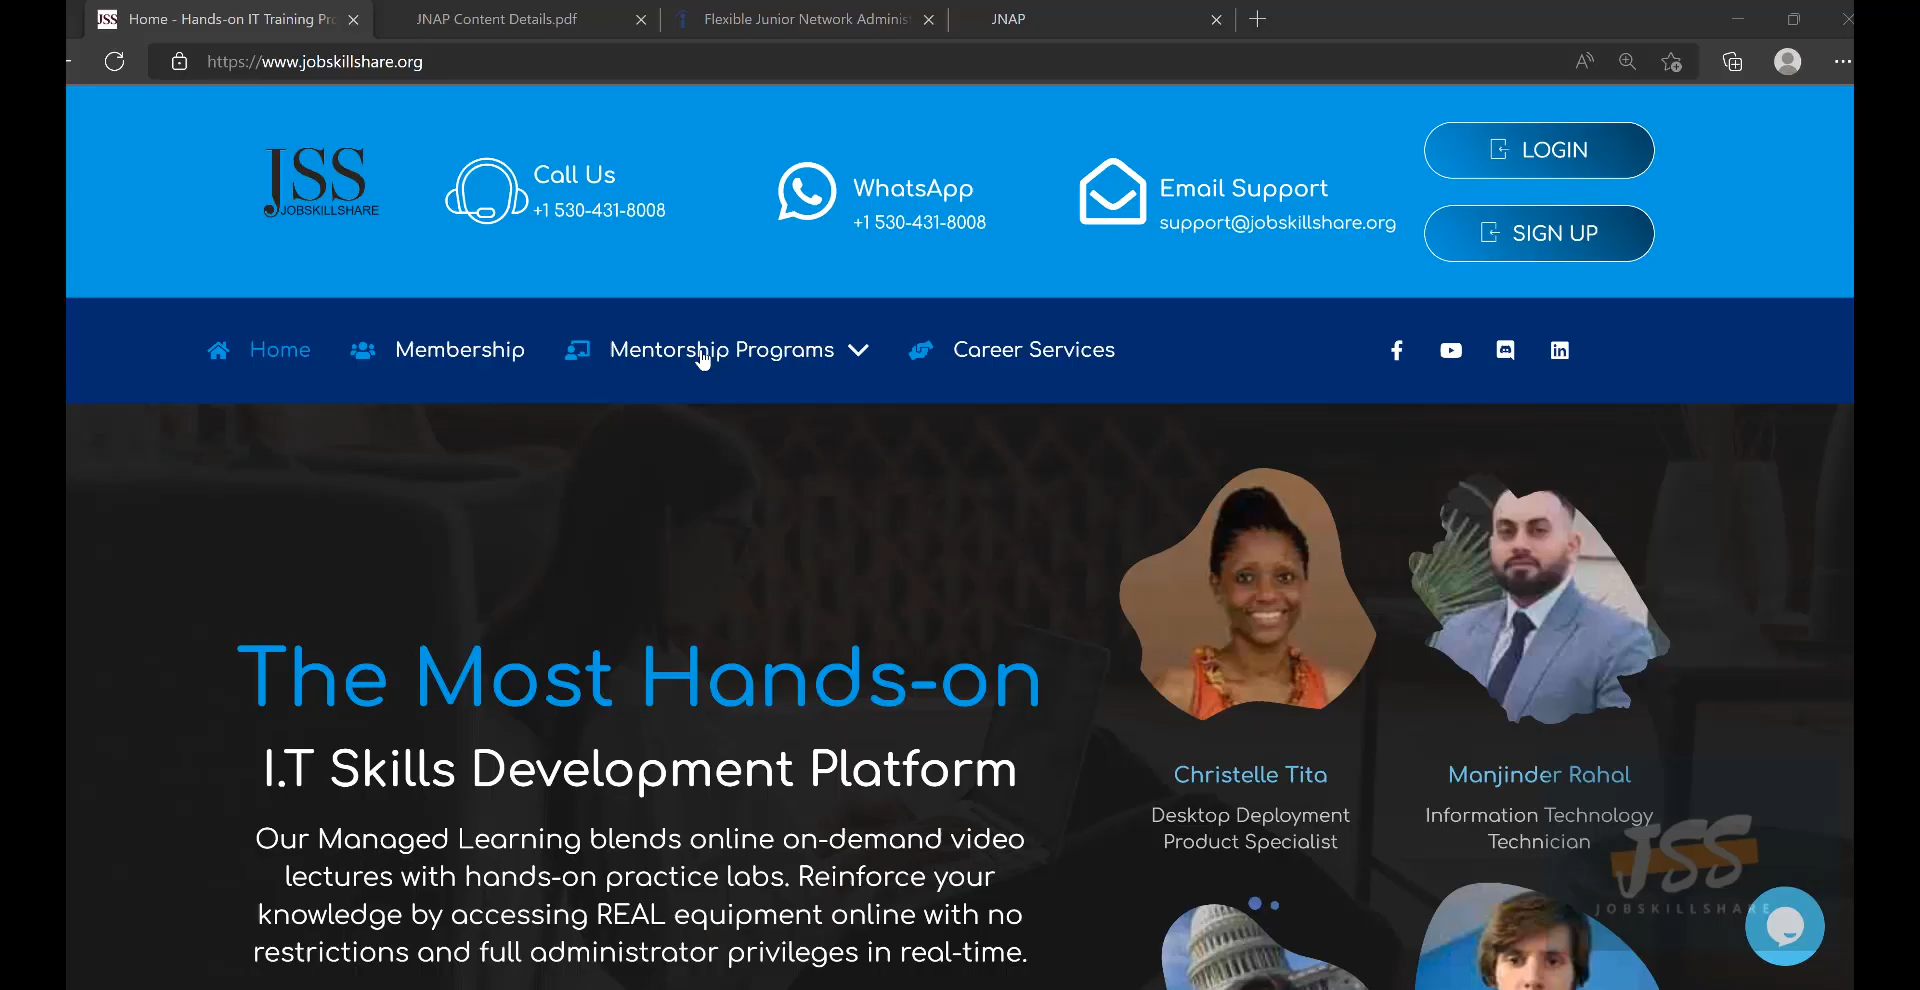 JSS
Home - Hands-on IT Training Pr
JNAP Content Details.pdf
Flexible Junior Network Adminis
JNAP
https://www.jobskillshare.org
JSS
JOBSKILLSHARE
Call Us
+1 530-431-8008
WhatsApp
+1 530-431-8008
Email Support
support@jobskillshare.org
LOGIN
SIGN UP
Home
Membership
Mentorship Programs
Career Services
The Most Hands-on
I.T Skills Development Platform
Our Managed Learning blends online on-demand video
lectures with hands-on practice labs. Reinforce your
knowledge by accessing REAL equipment online with no
restrictions and full administrator privileges in real-time.
Christelle Tita
Desktop Deployment
Product Specialist
Manjinder Rahal
Information Technology
Technician
JSS
JOBSKILLSHARE